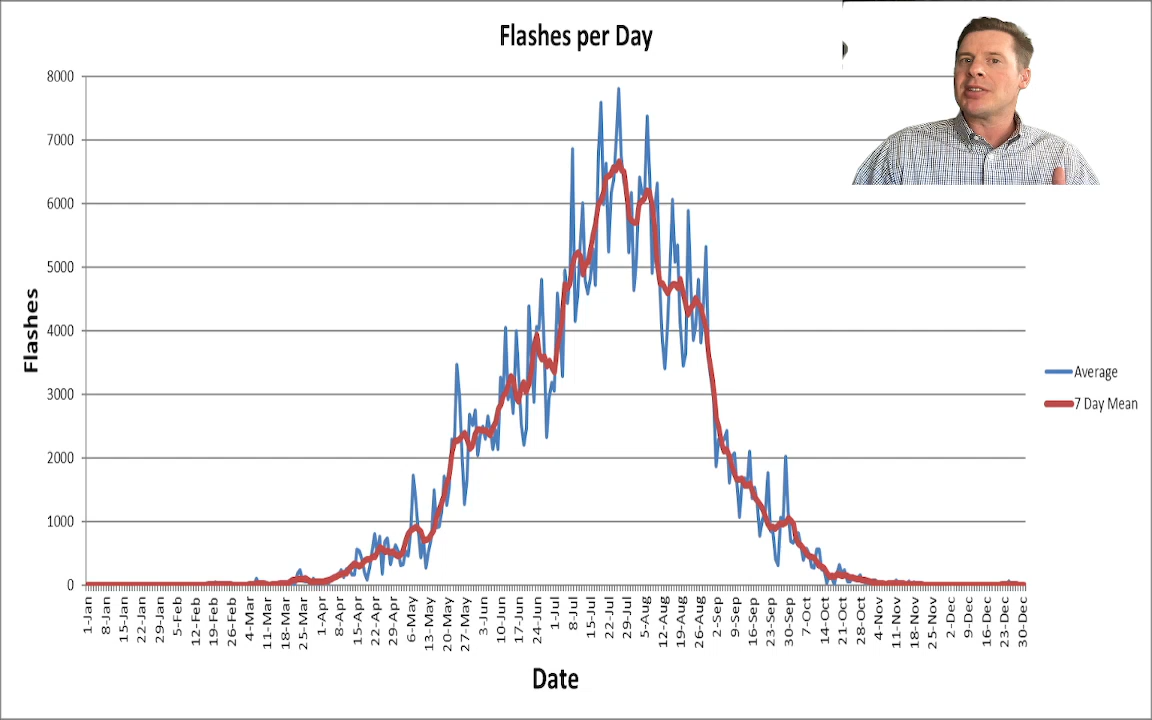 Flashes per Day
8000
7000
6000
5000
4000
3000
2000
1000
0
Flashes
1-Jan
8-Jan
15-Jan
22-Jan
29-Jan
5-Feb
12-Feb
19-Feb
26-Feb
4-Mar
11-Mar
18-Mar
25-Mar
1-Apr
8-Apr
15-Apr
22-Apr
29-Apr
6-May
13-May
20-May
27-May
3-Jun
10-Jun
17-Jun
24-Jun
1-Jul
8-Jul
15-Jul
22-Jul
29-Jul
5-Aug
12-Aug
19-Aug
26-Aug
2-Sep
9-Sep
16-Sep
23-Sep
30-Sep
7-Oct
14-Oct
21-Oct
28-Oct
4-Nov
11-Nov
18-Nov
25-Nov
2-Dec
9-Dec
16-Dec
23-Dec
30-Dec
Date
Average
7 Day Mean